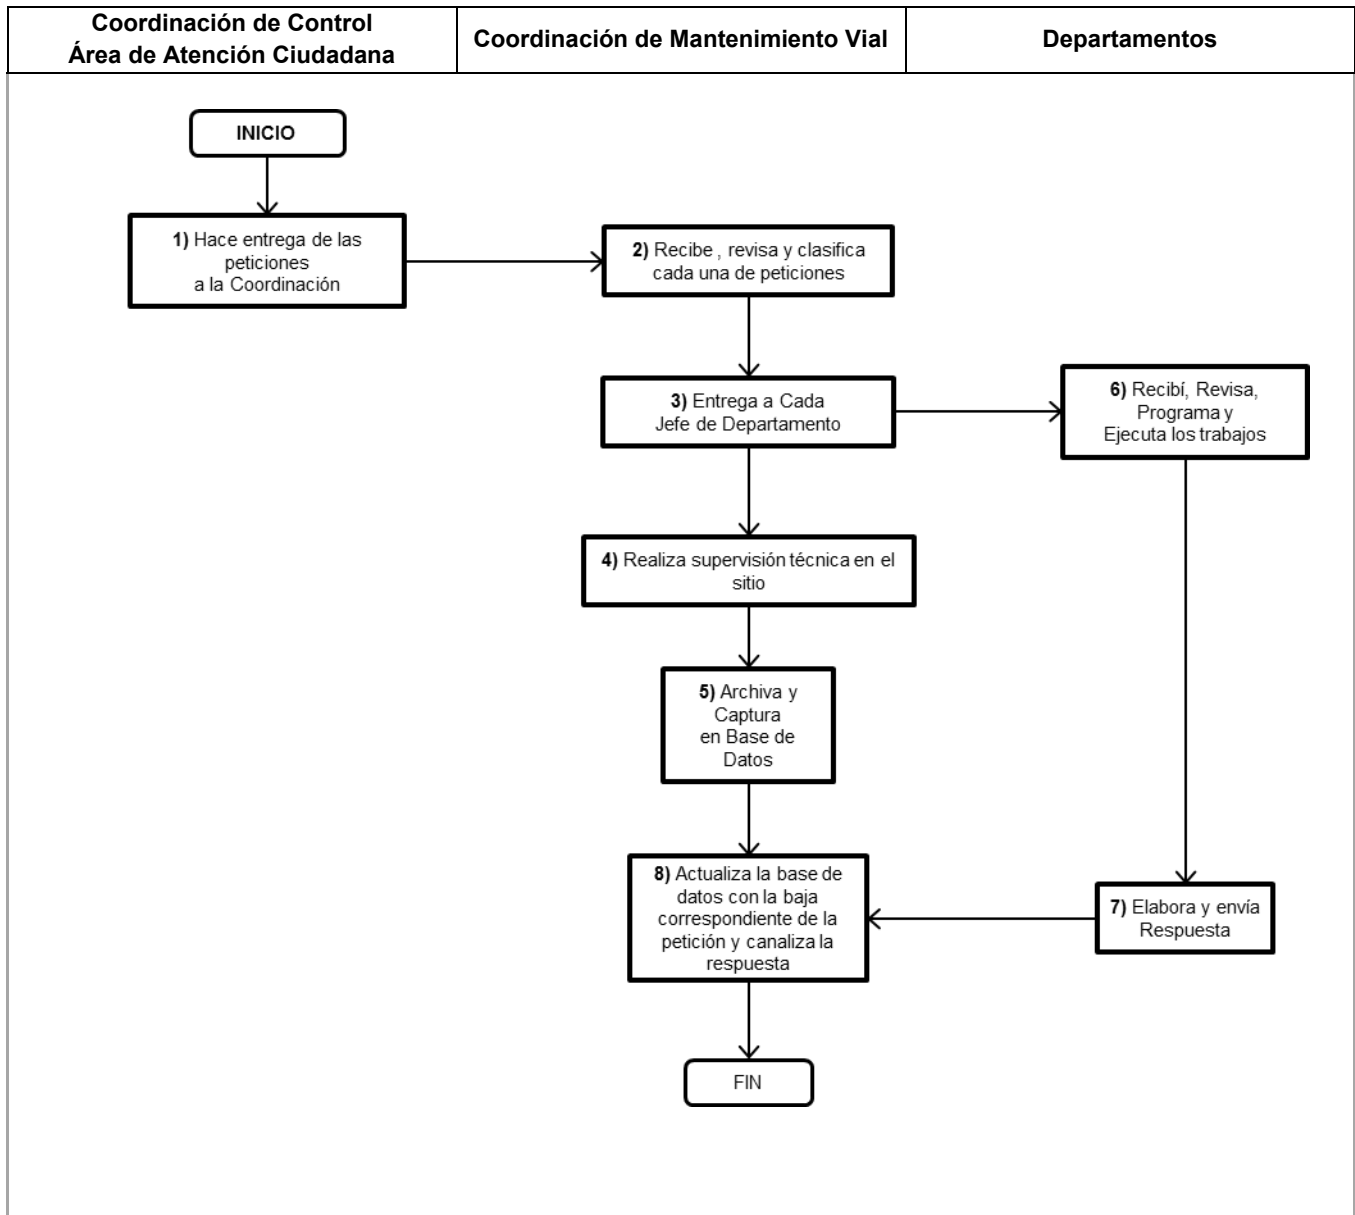 Coordinación de Control
Área de Atención Ciudadana
Coordinación de Mantenimiento Vial
Departamentos
INICIO
1) Hace entrega de las
peticiones
a la Coordinación
2) Recibe , revisa y clasifica
cada una de peticiones
3) Entrega a Cada
Jefe de Departamento
6) Recibí, Revisa,
Programa y
Ejecuta los trabajos
4) Realiza supervisión técnica en el
sitio
5) Archiva y
Captura
en Base de
Datos
8) Actualiza la base de
datos con la baja
correspondiente de la
petición y canaliza la
respuesta
7) Elabora y envía
Respuesta
FIN